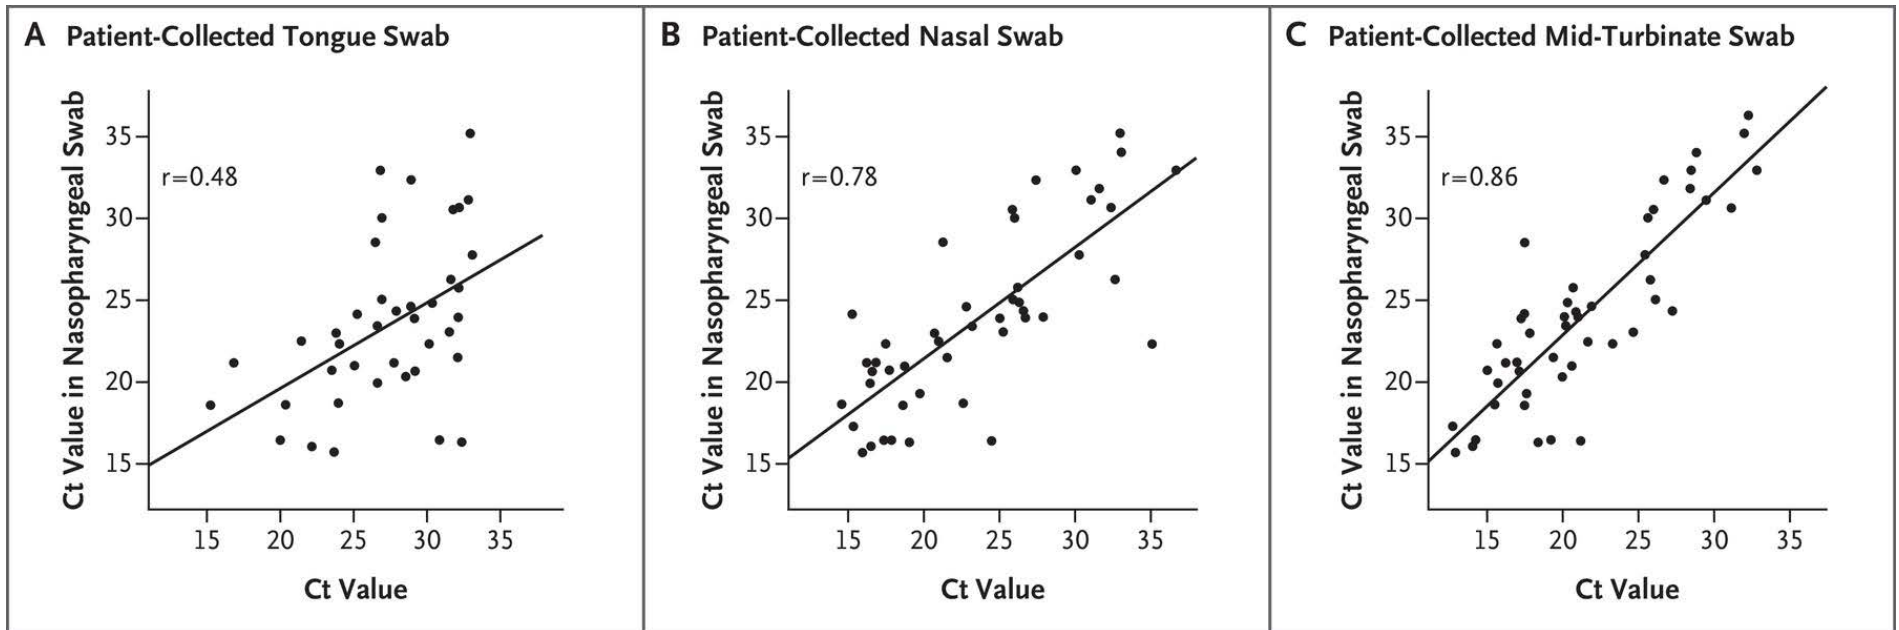 A Patient-Collected Tongue Swab
Ct Value in Nasopharyngeal Swab
35
30
25
20
15
r=0.48
15 20 25 30 35
Ct Value
B Patient-Collected Nasal Swab
Ct Value in Nasopharyngeal Swab
35
30
25
20
15
r=0.78
15 20 25 30 35
Ct Value
C Patient-Collected Mid-Turbinate Swab
Ct Value in Nasopharyngeal Swab
35
30
25
20
15
r=0.86
15 20 25 30 35
Ct Value